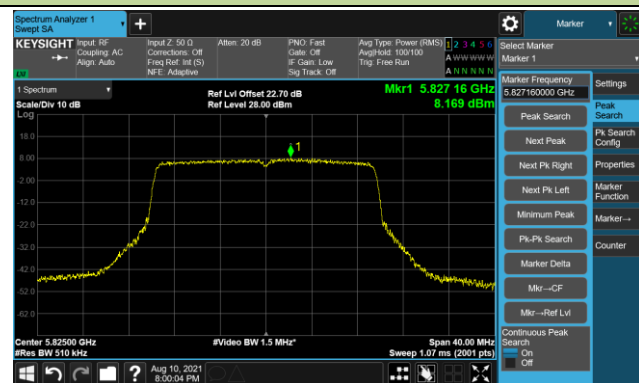 Spectrum Analyzer 1
Swept SA
Marker
KEYSIGHT
Input: RF
Coupling: AC
Align: Auto
Input Z: 50 Ω
Corrections: Off
Freq Ref: Int (S)
NFE: Adaptive
Atten: 20 dB
PNO: Fast
Gate: Off
IF Gain: Low
Sig Track: Off
Avg Type: Power (RMS)
Avg|Hold: 100/100
Trig: Free Run
1 2 3 4 5 6
A W W W W W
A N N N N N
LXI
Select Marker
Marker 1
1 Spectrum
Scale/Div 10 dB
Log
Ref Lvl Offset 22.70 dB
Ref Level 28.00 dBm
Mkr1 5.827 16 GHz
8.169 dBm
18.0
8.00
-2.00
-12.0
-22.0
-32.0
-42.0
-52.0
-62.0
1
Center 5.82500 GHz
#Res BW 510 kHz
#Video BW 1.5 MHz*
Span 40.00 MHz
Sweep 1.07 ms (2001 pts)
Marker Frequency
5.827160000 GHz
Peak Search
Next Peak
Next Pk Right
Next Pk Left
Minimum Peak
Pk-Pk Search
Marker Delta
Mkr→CF
Mkr→Ref Lvl
Continuous Peak
Search
On
Off
Settings
Peak
Search
Pk Search
Config
Properties
Marker
Function
Marker→
Counter
?
Aug 10, 2021
8:00:04 PM